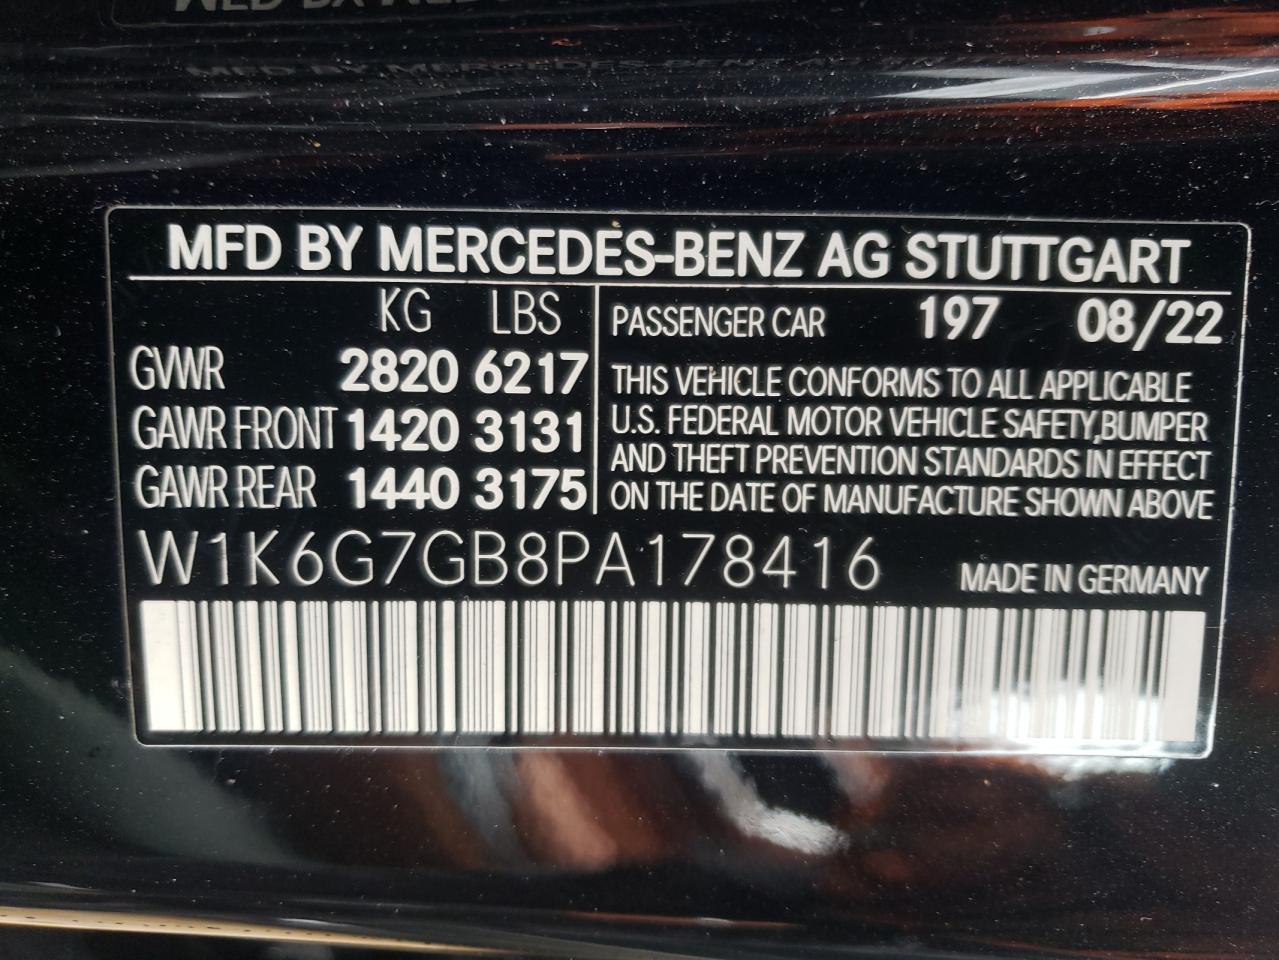 MFD BY MERCEDES-BENZ AG STUTTGART
KG LBS
GVWR 2820 6217
GAWR FRONT 1420 3131
GAWR REAR 1440 3175
PASSENGER CAR 197 08/22
THIS VEHICLE CONFORMS TO ALL APPLICABLE
U.S. FEDERAL MOTOR VEHICLE SAFETY,BUMPER
AND THEFT PREVENTION STANDARDS IN EFFECT
ON THE DATE OF MANUFACTURE SHOWN ABOVE
W1K6G7GB8PA178416
MADE IN GERMANY